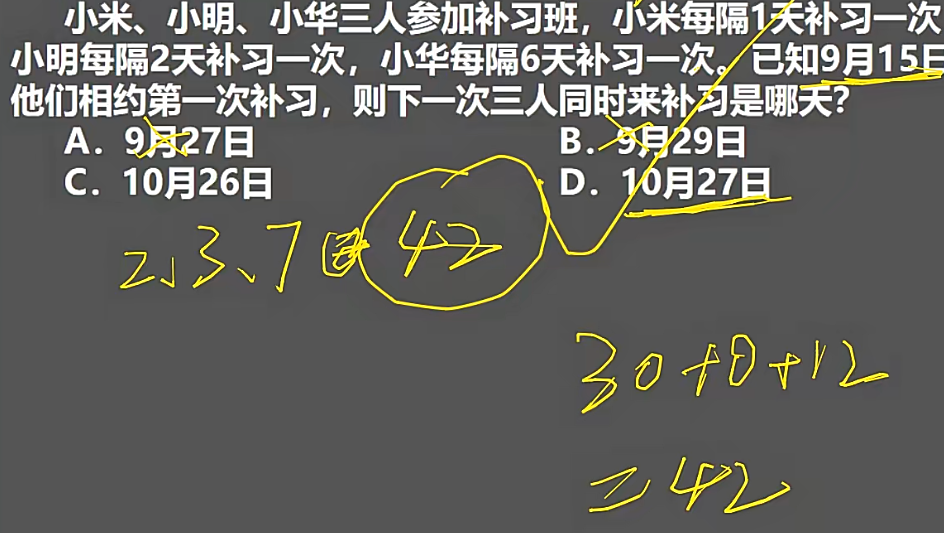 小米、小明、小华三人参加补习班，小米每隔1天补习一次
小明每隔2天补习一次，小华每隔6天补习一次。已知9月15日
他们相约第一次补习，则下一次三人同时来补习是哪天？
A．9月27日 B．9月29日
C．10月26日 D．10月27日
2、3、7 42
30+0+12
=42